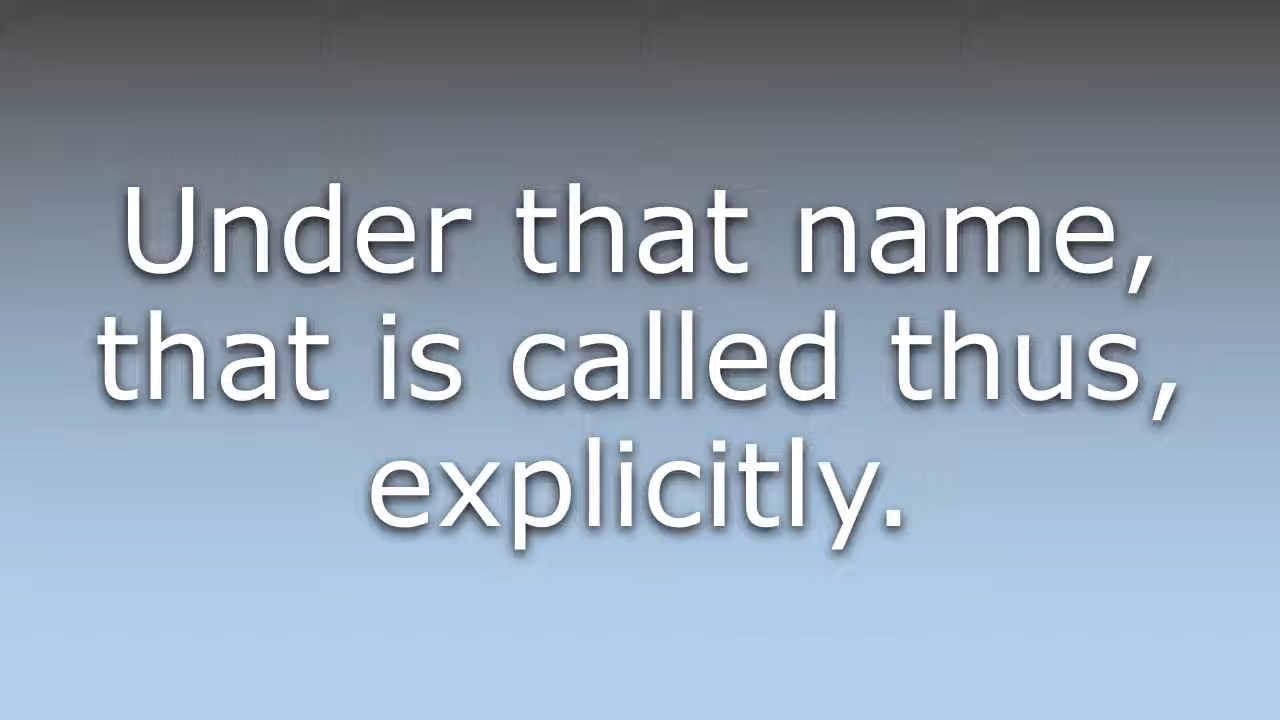 Under that name,
that is called thus,
explicitly.